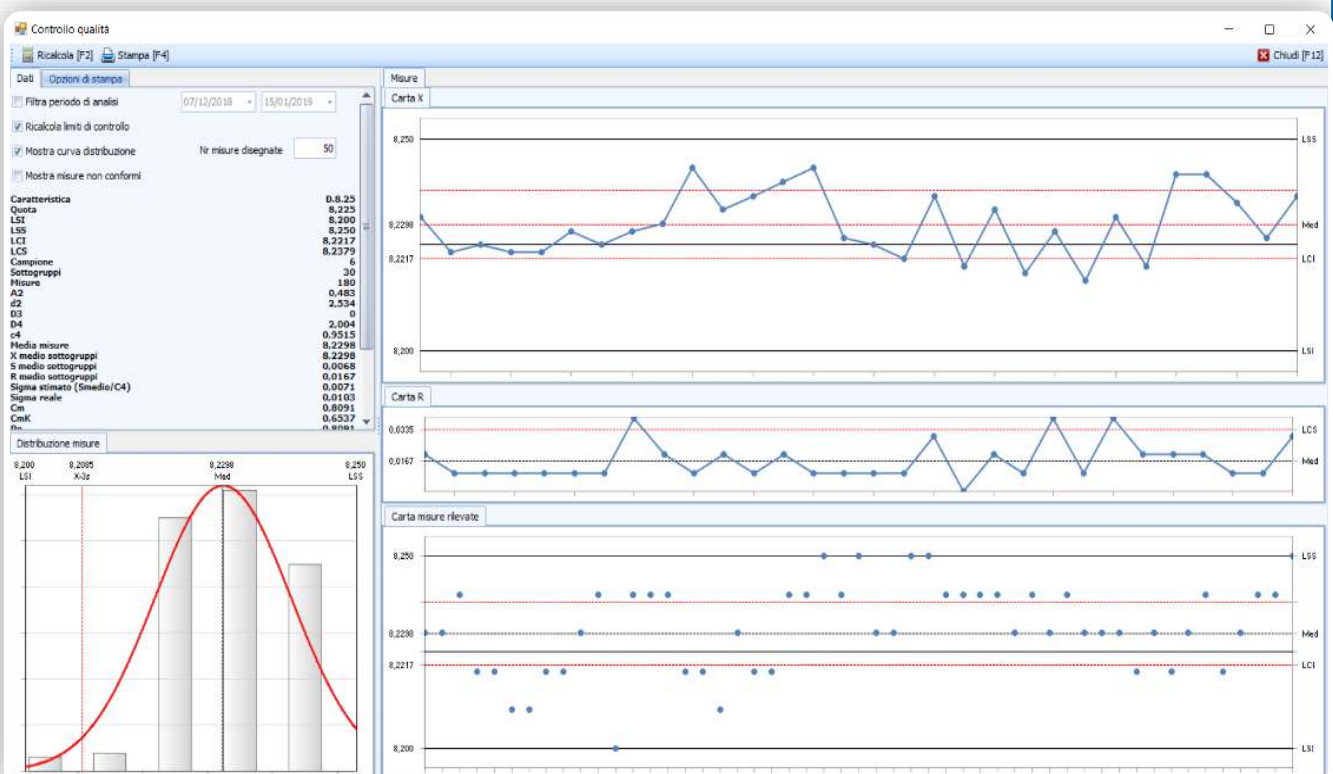 Controllo qualità
Ricalcola [F2] Stampa [F4] Chiudi [F12]
Dati Opzioni di stampa
Filtra periodo di analisi 07/12/2018 15/01/2019
Ricalcola limiti di controllo
Mostra curva distribuzione Nr misure disegnate 50
Mostra misure non conformi
Caratteristica D.8.25
Quota 8,225
LSI 8,200
LSS 8,250
LCI 8,2217
LCS 8,2379
Campione 6
Sottogruppi 30
Misure 180
A2 0,483
d2 2,534
D3 0
D4 2,004
c4 0,9515
Media misure 8,2298
X medio sottogruppi 8,2298
S medio sottogruppi 0,0068
R medio sottogruppi 0,0167
Sigma stimato (Smedio/C4) 0,0071
Sigma reale 0,0103
Cm 0,8091
CmK 0,6537
Distribuzione misure
8,200 8,2085 8,2298 8,250
LSI X-3s Med LSS
Misure
Carta X
8,250 LSS
8,2298 Med
8,2217 LCI
8,200 LSI
Carta R
0,0335 LCS
0,0167 Med
Carta misure rilevate
8,250 LSS
8,2298 Med
8,2217 LCI
8,200 LSI